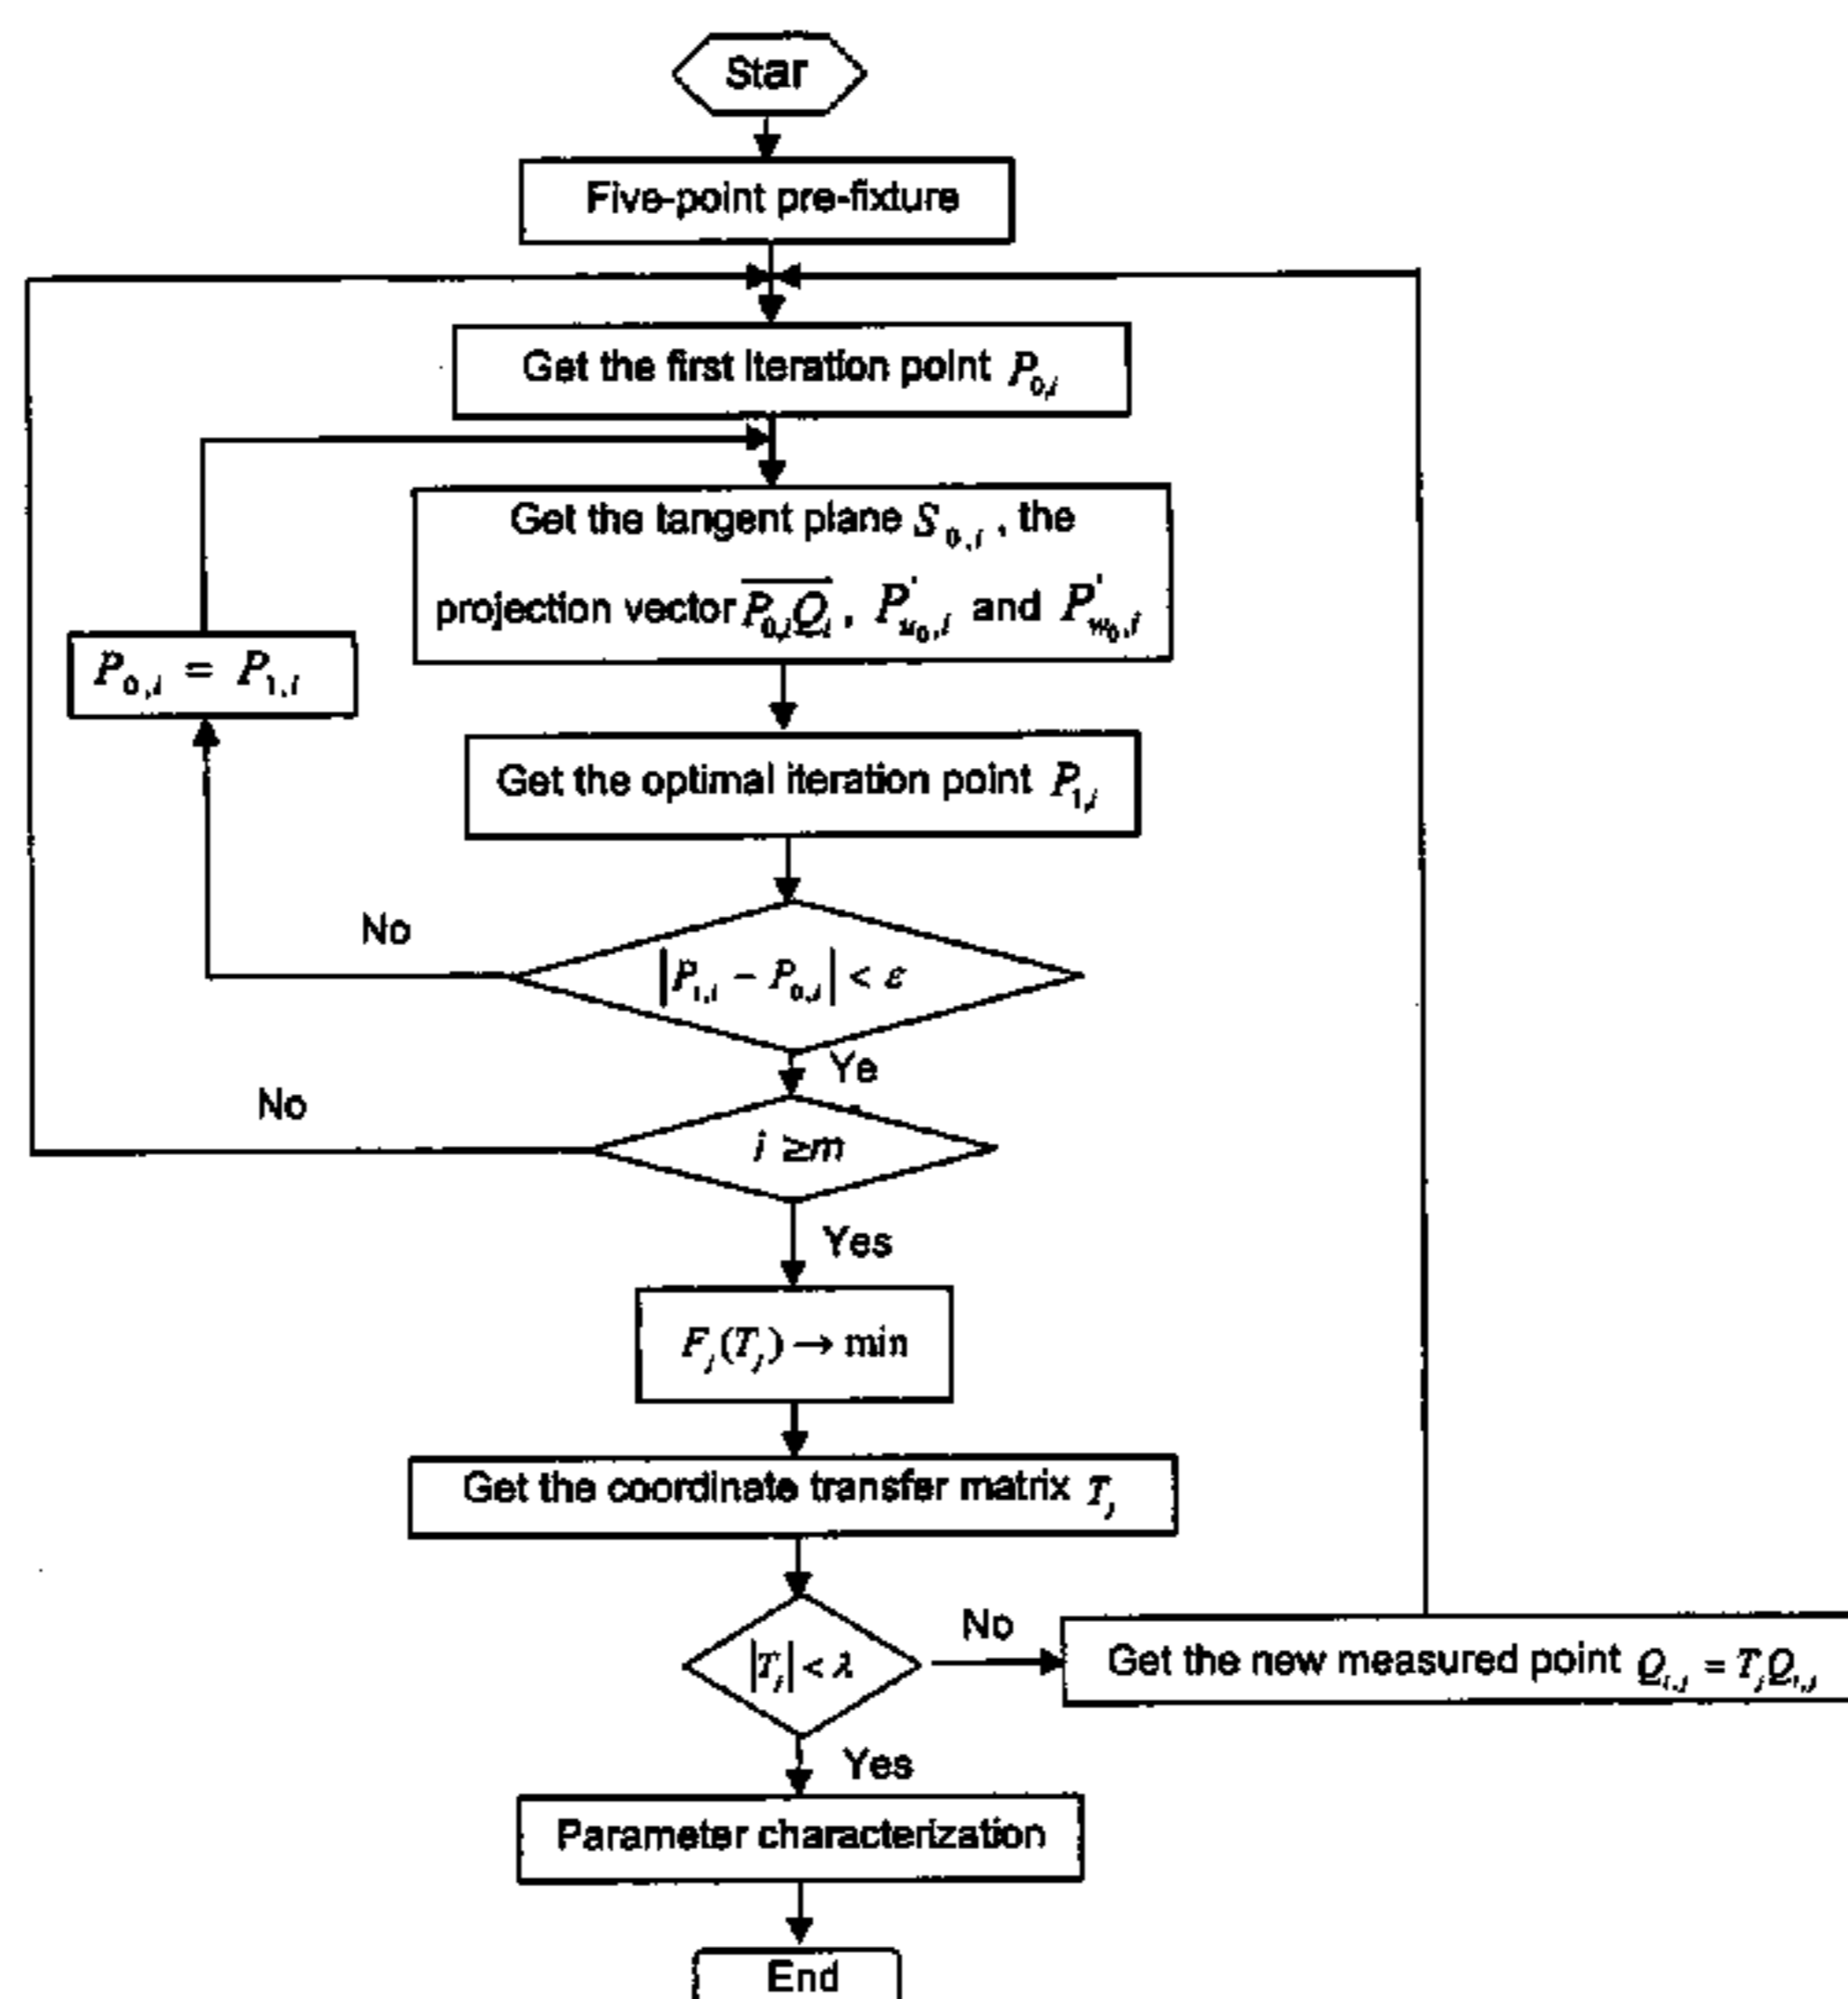 Star
Five-point pre-fixture
Get the first iteration point P₀,ᵢ
Get the tangent plane S₀,ᵢ, the
projection vector P₀,ᵢQᵢ, P'ᵤ₀,ᵢ and P'w₀,ᵢ
P₀,ᵢ = P₁,ᵢ
Get the optimal iteration point P₁,ᵢ
No
|P₁,ᵢ − P₀,ᵢ| < ε
Ye
No
i ≥m
Yes
Fⱼ(Tⱼ) → min
Get the coordinate transfer matrix Tⱼ
|Tⱼ| < λ
No
Get the new measured point Qᵢ,ⱼ = TⱼQᵢ,ⱼ
Yes
Parameter characterization
End